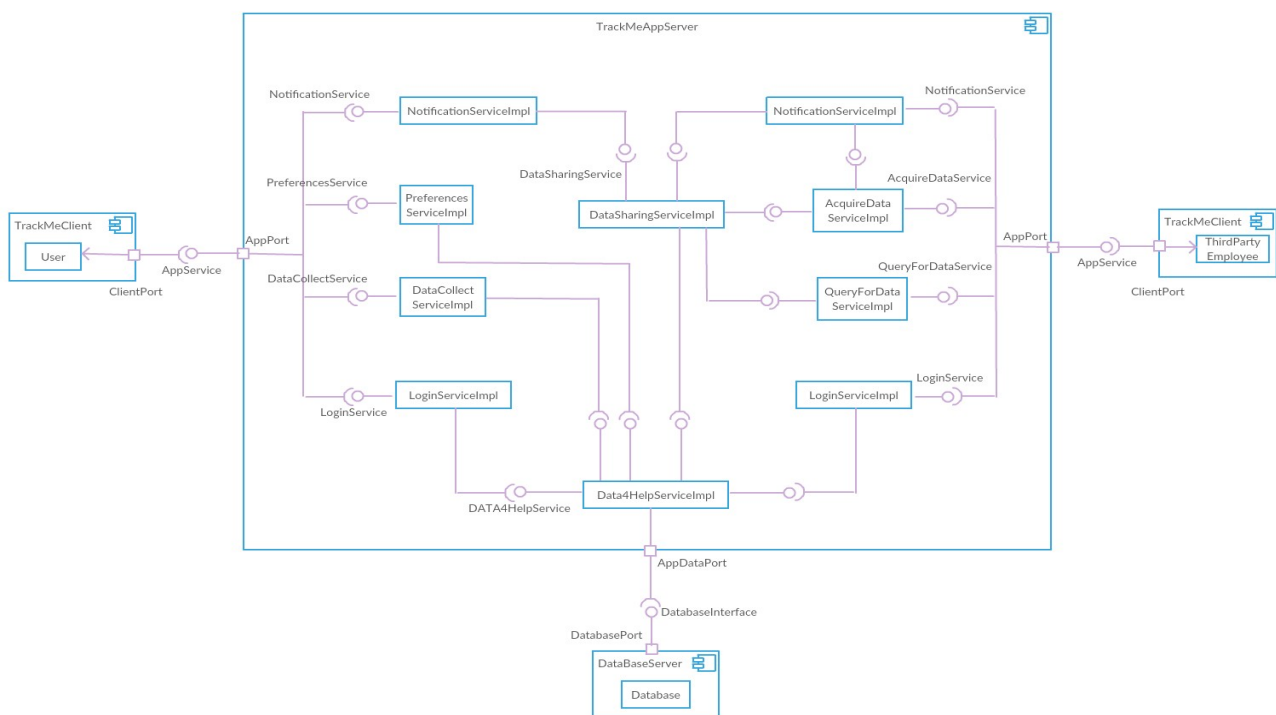 TrackMeAppServer
NotificationService
NotificationService
NotificationServiceImpl
NotificationServiceImpl
DataSharingService
PreferencesService
AcquireDataService
Preferences
ServiceImpl
AcquireData
ServiceImpl
DataSharingServiceImpl
TrackMeClient
User
AppService
ClientPort
AppPort
AppPort
AppService
TrackMeClient
ThirdParty
Employee
ClientPort
DataCollectService
QueryForDataService
DataCollect
ServiceImpl
QueryForData
ServiceImpl
LoginService
LoginServiceImpl
LoginServiceImpl
LoginService
Data4HelpServiceImpl
DATA4HelpService
AppDataPort
DatabaseInterface
DatabasePort
DataBaseServer
Database